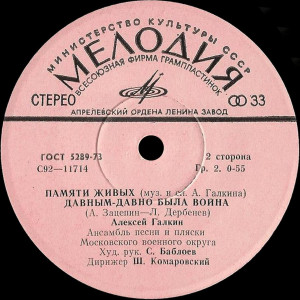 МИНИСТЕРСТВО КУЛЬТУРЫ СССР
МЕЛОДИЯ
ВСЕСОЮЗНАЯ ФИРМА ГРАМПЛАСТИНОК
СТЕРЕО 33
АПРЕЛЕВСКИЙ ОРДЕНА ЛЕНИНА ЗАВОД
ГОСТ 5289-73 2 сторона
С92—11714 Гр. 2. 0-55
ПАМЯТИ ЖИВЫХ (муз. и сл. А. Галкина)
ДАВНЫМ-ДАВНО БЫЛА ВОЙНА
(А. Зацепин—Л. Дербенев)
Алексей Галкин
Ансамбль песни и пляски
Московского военного округа
Худ. рук. С. Баблоев
Дирижер Ш. Комаровский